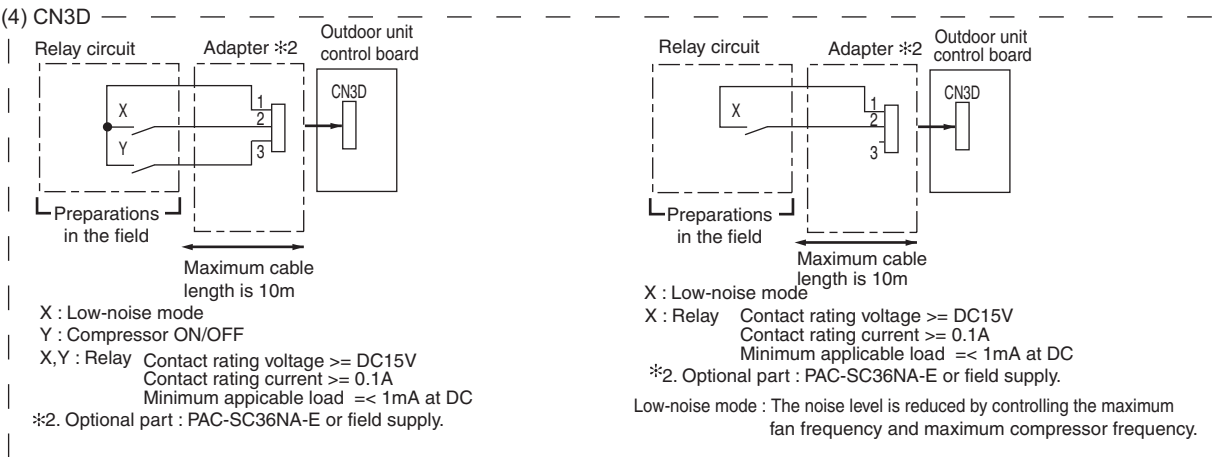 (4) CN3D
Relay circuit
Adapter ✻2
Outdoor unit
control board
X
Y
1
2
3
CN3D
Preparations
in the field
Maximum cable
length is 10m
X : Low-noise mode
Y : Compressor ON/OFF
X,Y : Relay Contact rating voltage >= DC15V
Contact rating current >= 0.1A
Minimum appicable load =< 1mA at DC
✻2. Optional part : PAC-SC36NA-E or field supply.
Relay circuit
Adapter ✻2
Outdoor unit
control board
X
1
2
3
CN3D
Preparations
in the field
Maximum cable
length is 10m
X : Low-noise mode
X : Relay Contact rating voltage >= DC15V
Contact rating current >= 0.1A
Minimum applicable load =< 1mA at DC
✻2. Optional part : PAC-SC36NA-E or field supply.
Low-noise mode : The noise level is reduced by controlling the maximum
fan frequency and maximum compressor frequency.